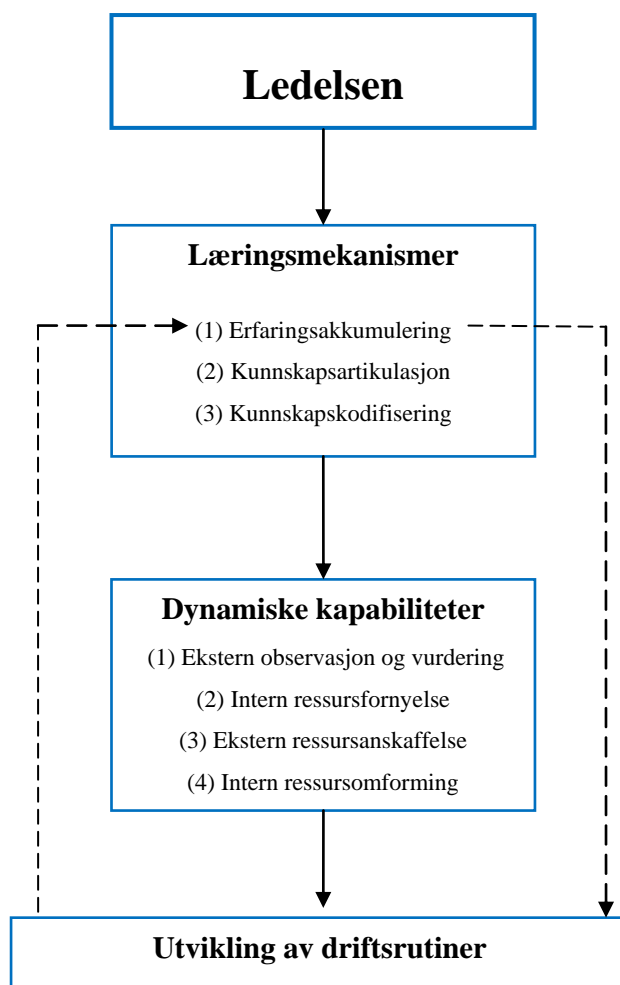 Ledelsen
Læringsmekanismer
(1) Erfaringsakkumulering
(2) Kunnskapsartikulasjon
(3) Kunnskapskodifisering
Dynamiske kapabiliteter
(1) Ekstern observasjon og vurdering
(2) Intern ressursfornyelse
(3) Ekstern ressursanskaffelse
(4) Intern ressursomforming
Utvikling av driftsrutiner